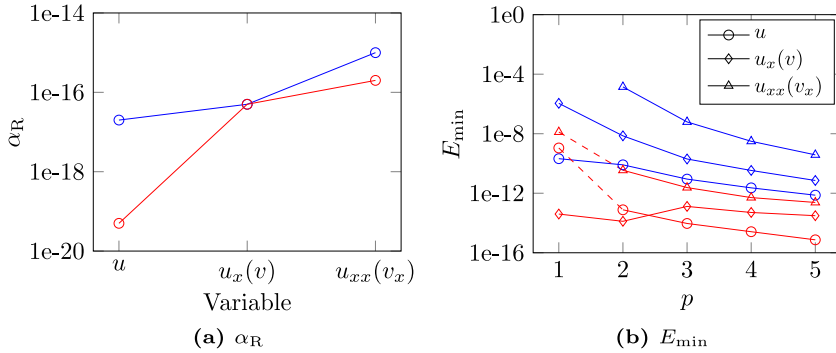 1e-14
1e-16
1e-18
1e-20
α_R
u
u_x(v)
u_xx(v_x)
Variable
(a) α_R
1e0
1e-4
1e-8
1e-12
1e-16
E_min
u
u_x(v)
u_xx(v_x)
1 2 3 4 5
p
(b) E_min